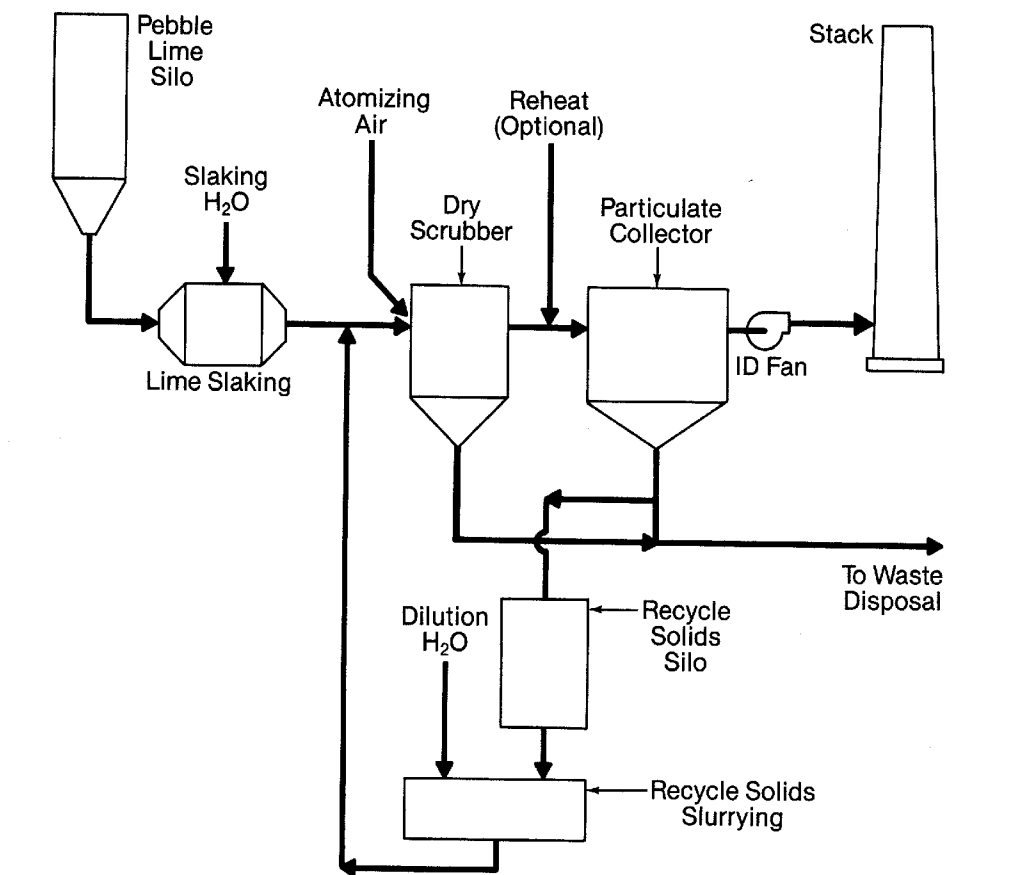 Pebble
Lime
Silo
Stack
Atomizing
Air
Reheat
(Optional)
Slaking
H₂O
Dry
Scrubber
Particulate
Collector
Lime Slaking
ID Fan
To Waste
Disposal
Dilution
H₂O
Recycle
Solids
Silo
Recycle Solids
Slurrying